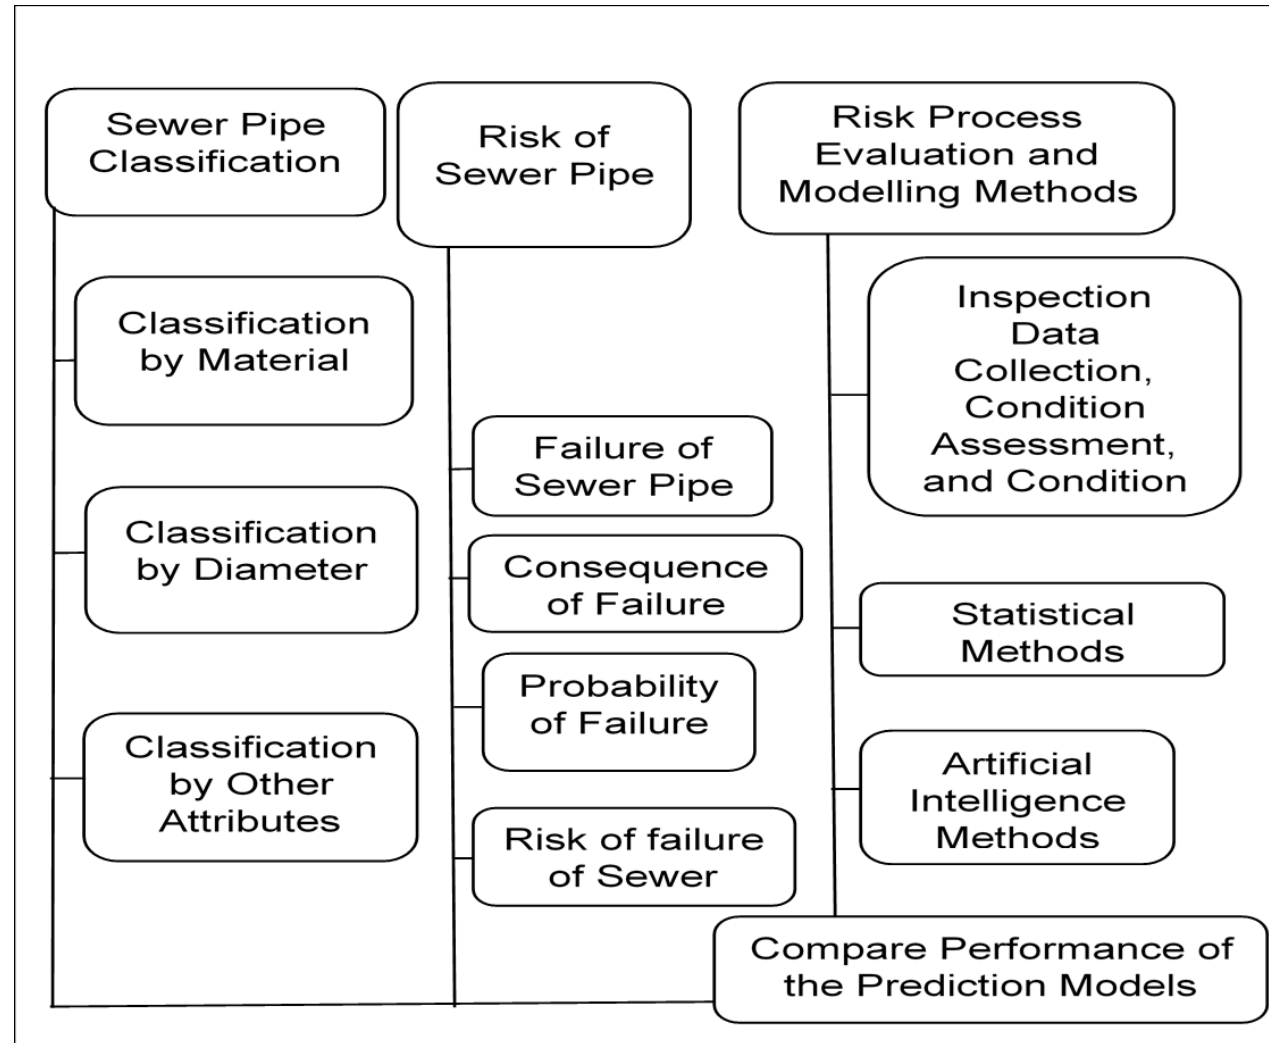 Sewer Pipe
Classification
Classification
by Material
Classification
by Diameter
Classification
by Other
Attributes
Risk of
Sewer Pipe
Failure of
Sewer Pipe
Consequence
of Failure
Probability
of Failure
Risk of failure
of Sewer
Risk Process
Evaluation and
Modelling Methods
Inspection
Data
Collection,
Condition
Assessment,
and Condition
Statistical
Methods
Artificial
Intelligence
Methods
Compare Performance of
the Prediction Models